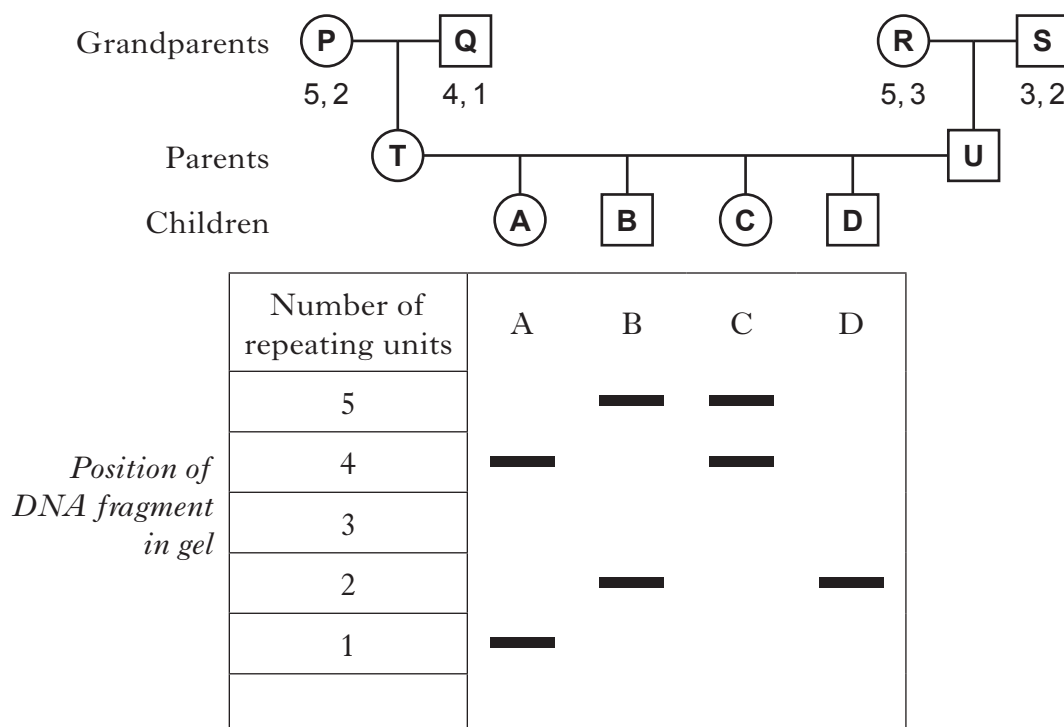 Grandparents P Q R S
5, 2 4, 1 5, 3 3, 2
Parents T U
Children A B C D
Number of
repeating units
A B C D
5
4
3
2
1
Position of
DNA fragment
in gel